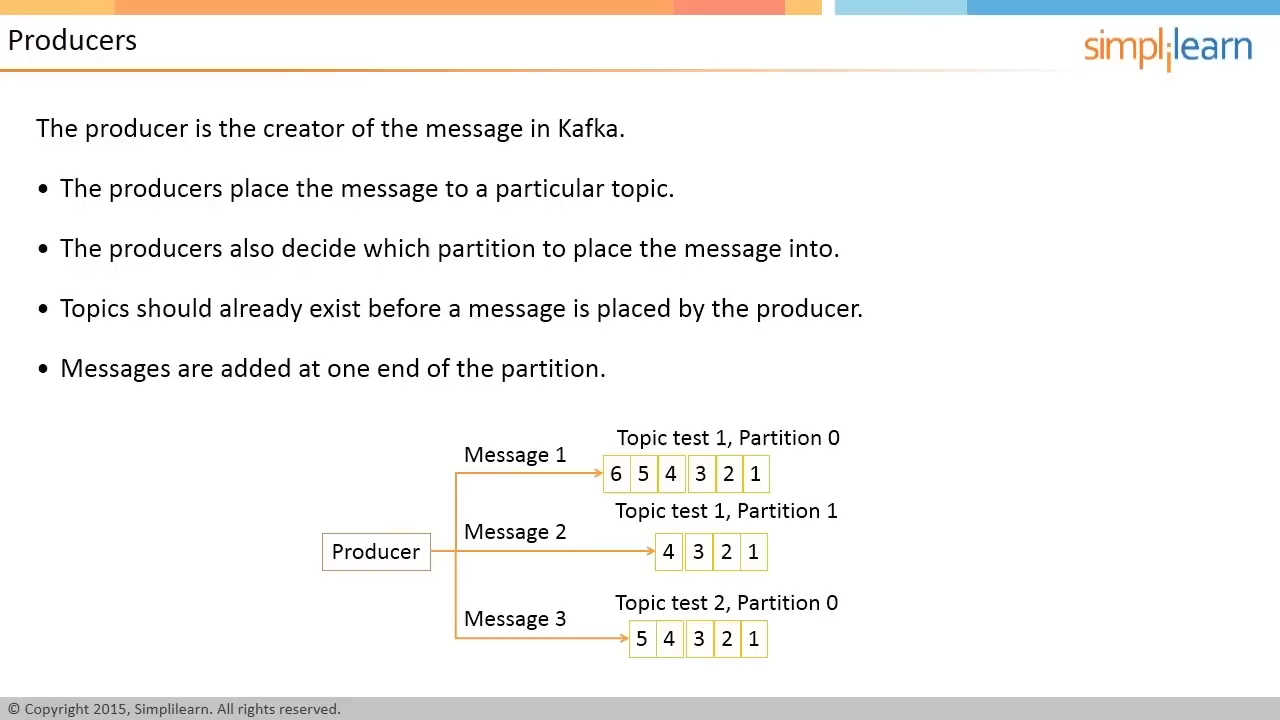 Producers
simplilearn
The producer is the creator of the message in Kafka.
• The producers place the message to a particular topic.
• The producers also decide which partition to place the message into.
• Topics should already exist before a message is placed by the producer.
• Messages are added at one end of the partition.
Topic test 1, Partition 0
Message 1
6 5 4 3 2 1
Topic test 1, Partition 1
Message 2
Producer
4 3 2 1
Topic test 2, Partition 0
Message 3
5 4 3 2 1
© Copyright 2015, Simplilearn. All rights reserved.